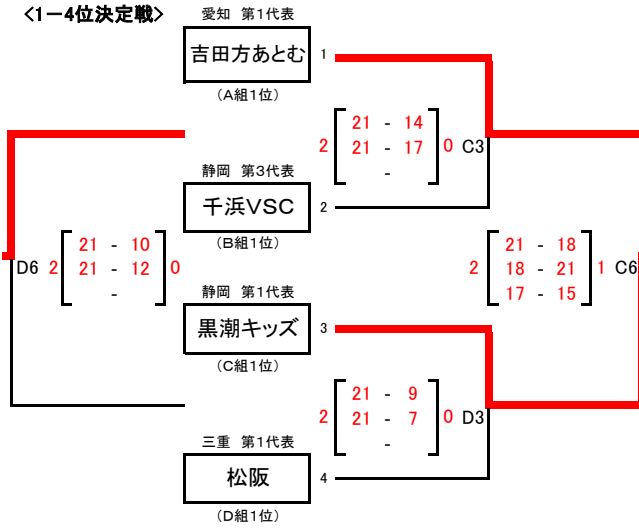 <1－4位決定戦>
愛知 第1代表
吉田方あとむ 1
(A組1位)
2 21 - 14 0 C3
21 - 17
-
静岡 第3代表
千浜VSC 2
(B組1位)
D6 2 21 - 10 0
21 - 12
-
2 21 - 18 1 C6
18 - 21
17 - 15
静岡 第1代表
黒潮キッズ 3
(C組1位)
2 21 - 9 0 D3
21 - 7
-
三重 第1代表
松阪 4
(D組1位)